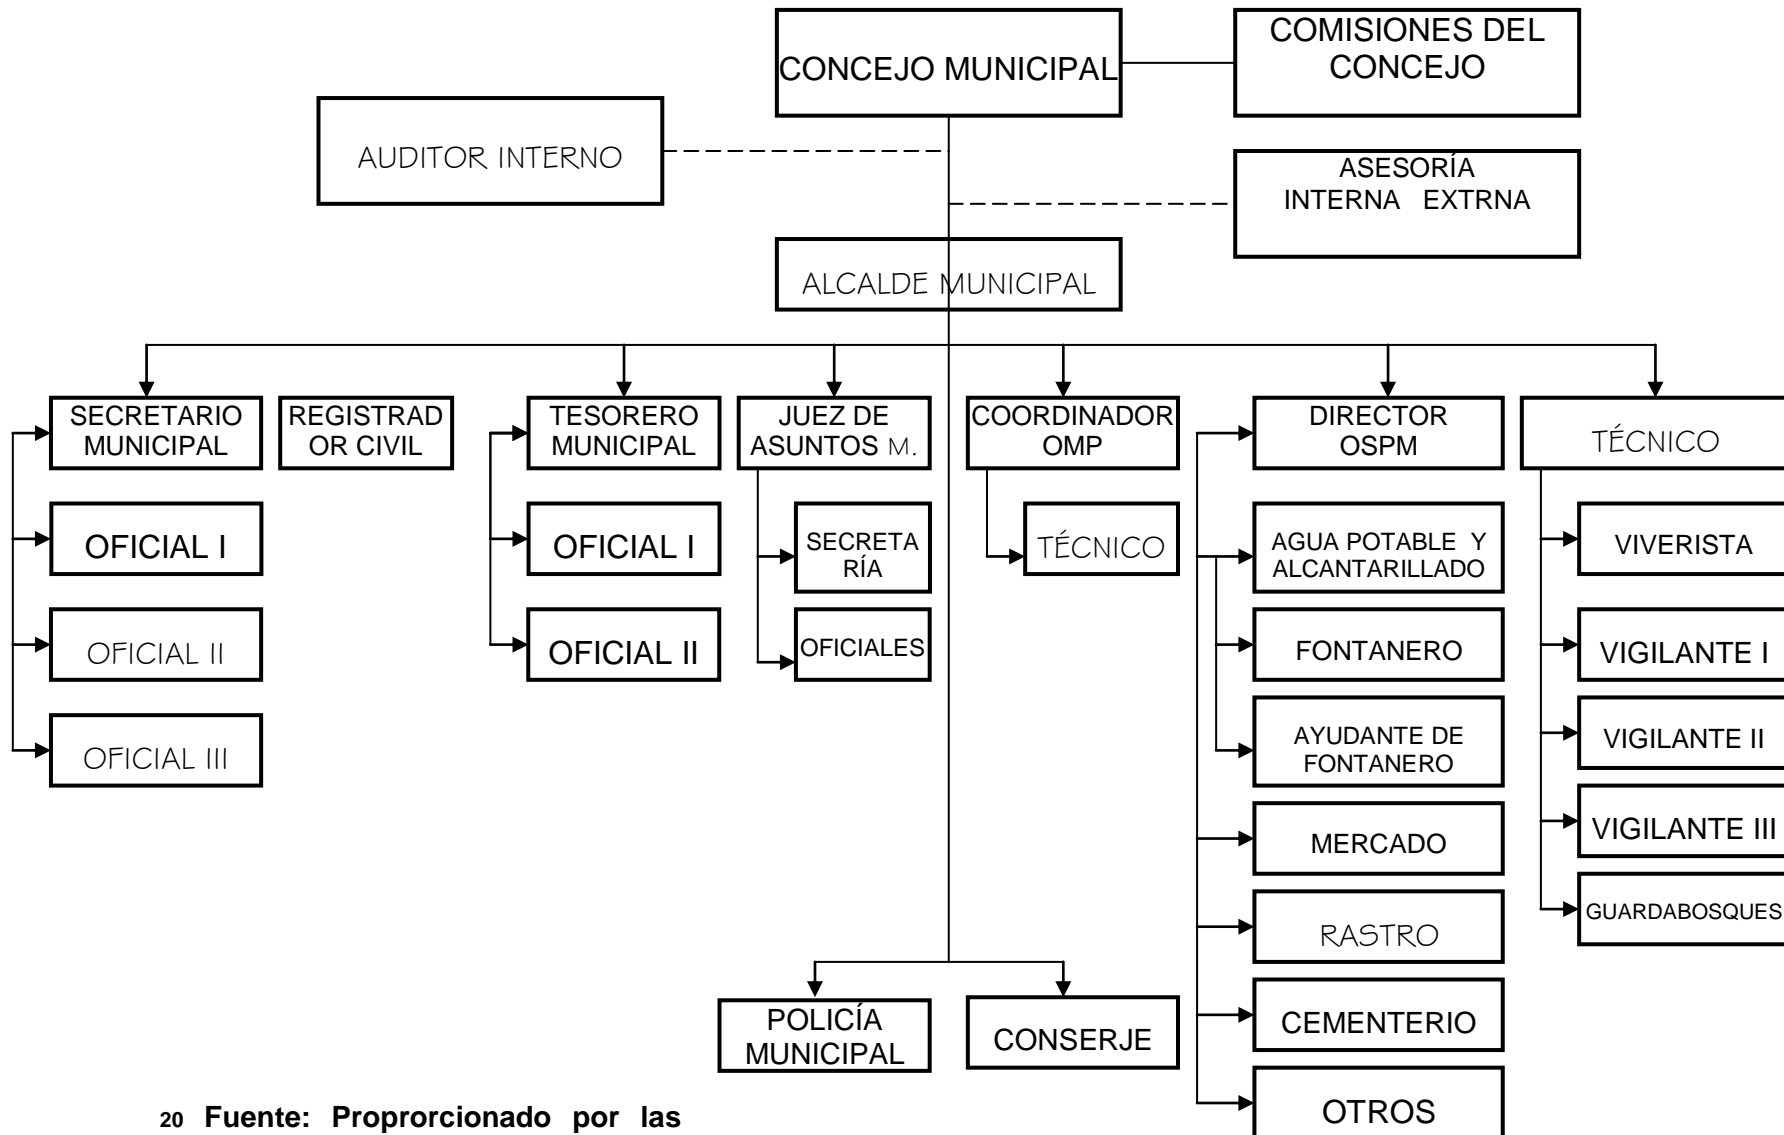 CONCEJO MUNICIPAL
COMISIONES DEL
CONCEJO
AUDITOR INTERNO
ASESORÍA
INTERNA EXTRNA
ALCALDE MUNICIPAL
SECRETARIO
MUNICIPAL
REGISTRAD
OR CIVIL
TESORERO
MUNICIPAL
JUEZ DE
ASUNTOS M.
COORDINADOR
OMP
DIRECTOR
OSPM
TÉCNICO
OFICIAL I
OFICIAL II
OFICIAL III
OFICIAL I
OFICIAL II
SECRETA
RÍA
OFICIALES
TÉCNICO
AGUA POTABLE Y
ALCANTARILLADO
FONTANERO
AYUDANTE DE
FONTANERO
MERCADO
RASTRO
CEMENTERIO
OTROS
VIVERISTA
VIGILANTE I
VIGILANTE II
VIGILANTE III
GUARDABOSQUES
POLICÍA
MUNICIPAL
CONSERJE
20 Fuente: Proprorcionado por las